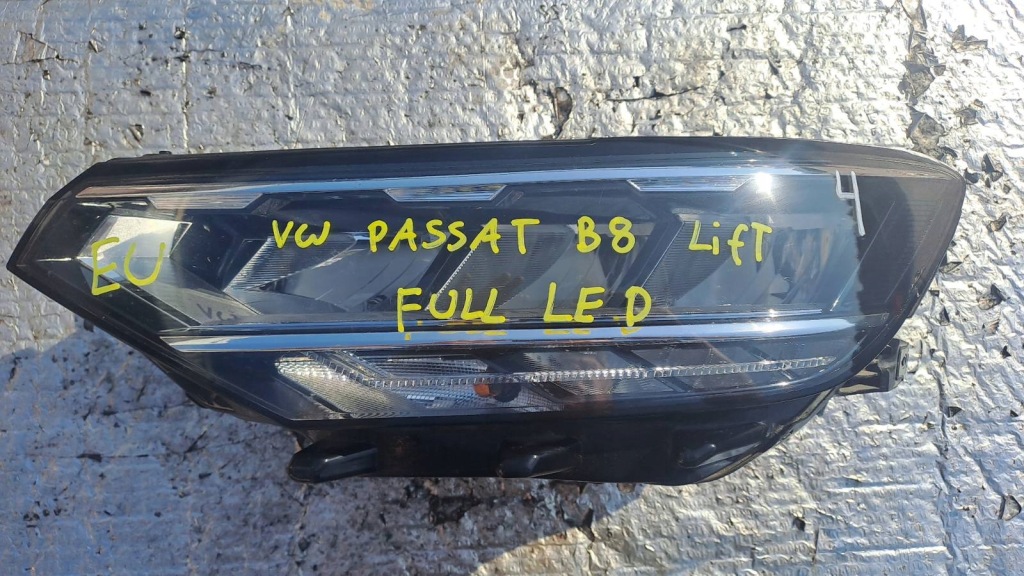 VW PASSAT B8 LifT
EU
FULL LED